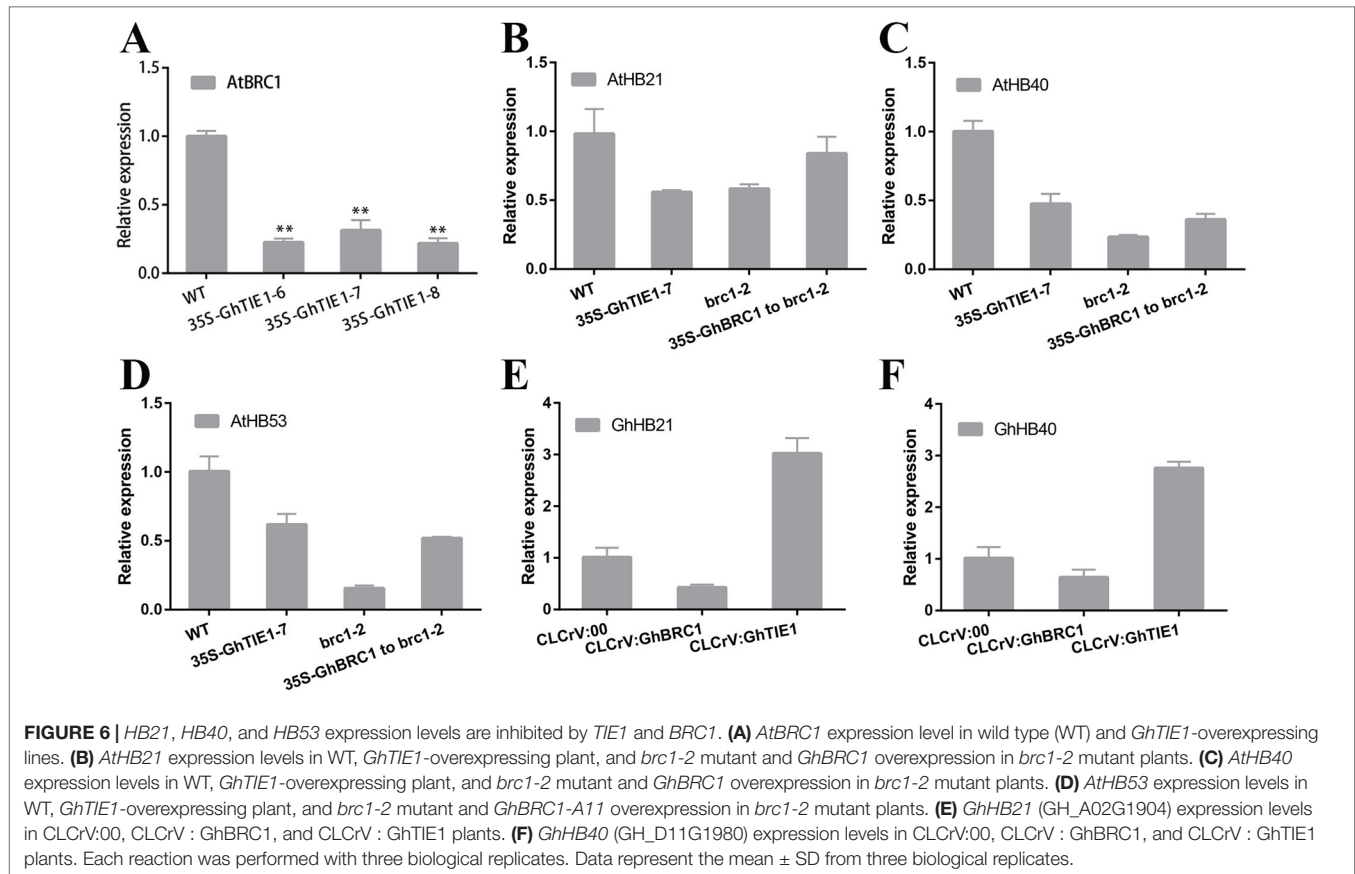 A
B
C
1.5
1.0
0.5
0.0
Relative expression
AtBRC1
**
**
**
WT
35S-GhTIE1-6
35S-GhTIE1-7
35S-GhTIE1-8
1.5
1.0
0.5
0.0
Relative expression
AtHB21
WT
35S-GhTIE1-7
brc1-2
35S-GhBRC1 to brc1-2
1.5
1.0
0.5
0.0
Relative expression
AtHB40
WT
35S-GhTIE1-7
brc1-2
35S-GhBRC1 to brc1-2
D
E
F
1.5
1.0
0.5
0.0
Relative expression
AtHB53
WT
35S-GhTIE1-7
brc1-2
35S-GhBRC1 to brc1-2
4
3
2
1
0
Relative expression
GhHB21
CLCrV:00
CLCrV:GhBRC1
CLCrV:GhTIE1
4
3
2
1
0
Relative expression
GhHB40
CLCrV:00
CLCrV:GhBRC1
CLCrV:GhTIE1
FIGURE 6 | HB21, HB40, and HB53 expression levels are inhibited by TIE1 and BRC1. (A) AtBRC1 expression level in wild type (WT) and GhTIE1-overexpressing
lines. (B) AtHB21 expression levels in WT, GhTIE1-overexpressing plant, and brc1-2 mutant and GhBRC1 overexpression in brc1-2 mutant plants. (C) AtHB40
expression levels in WT, GhTIE1-overexpressing plant, and brc1-2 mutant and GhBRC1 overexpression in brc1-2 mutant plants. (D) AtHB53 expression levels in
WT, GhTIE1-overexpressing plant, and brc1-2 mutant and GhBRC1-A11 overexpression in brc1-2 mutant plants. (E) GhHB21 (GH_A02G1904) expression levels
in CLCrV:00, CLCrV : GhBRC1, and CLCrV : GhTIE1 plants. (F) GhHB40 (GH_D11G1980) expression levels in CLCrV:00, CLCrV : GhBRC1, and CLCrV : GhTIE1
plants. Each reaction was performed with three biological replicates. Data represent the mean ± SD from three biological replicates.